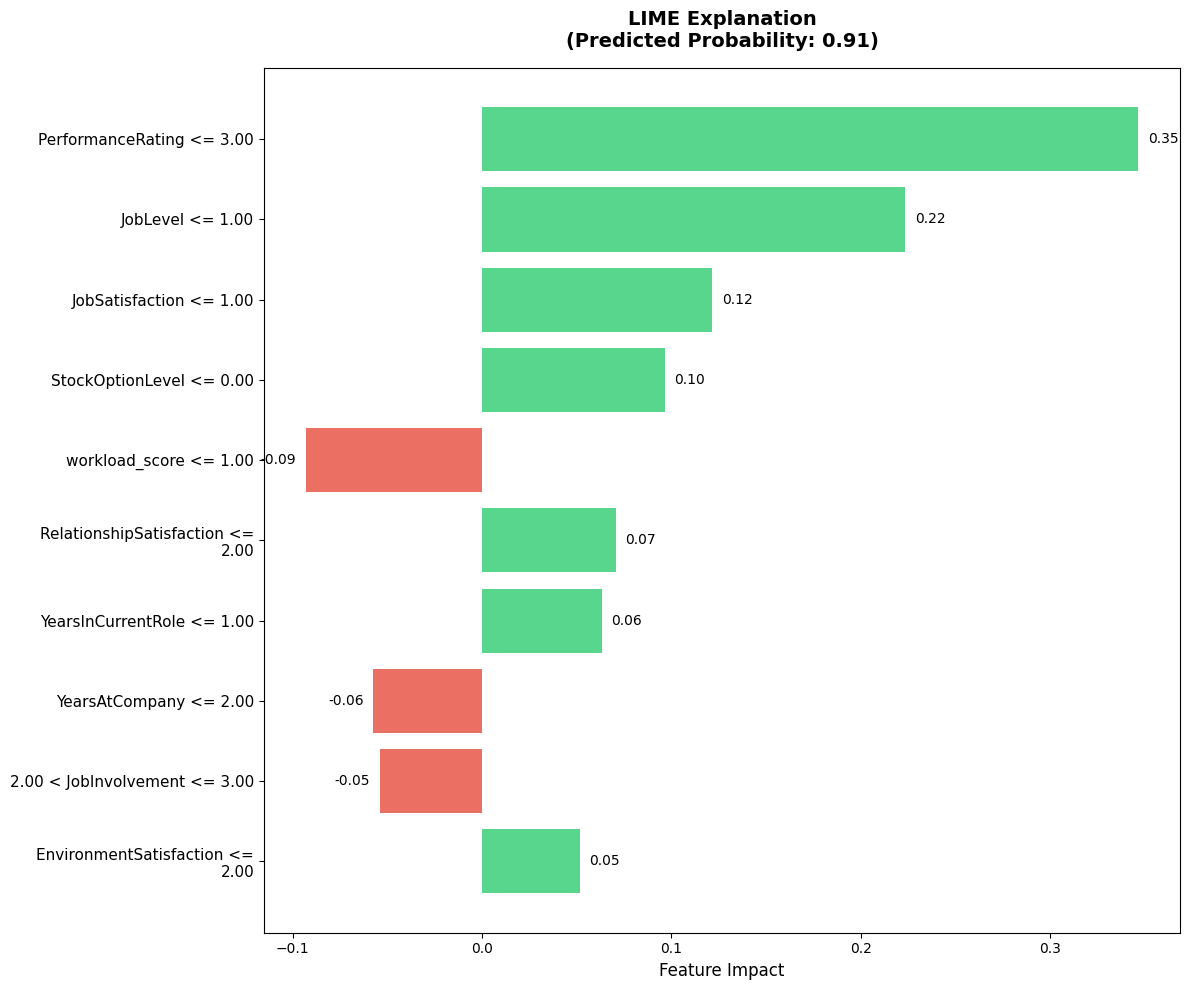 LIME Explanation
(Predicted Probability: 0.91)
PerformanceRating <= 3.00
0.35
JobLevel <= 1.00
0.22
JobSatisfaction <= 1.00
0.12
StockOptionLevel <= 0.00
0.10
workload_score <= 1.00
-0.09
RelationshipSatisfaction <=
2.00
0.07
YearsInCurrentRole <= 1.00
0.06
YearsAtCompany <= 2.00
-0.06
2.00 < JobInvolvement <= 3.00
-0.05
EnvironmentSatisfaction <=
2.00
0.05
−0.1 0.0 0.1 0.2 0.3
Feature Impact